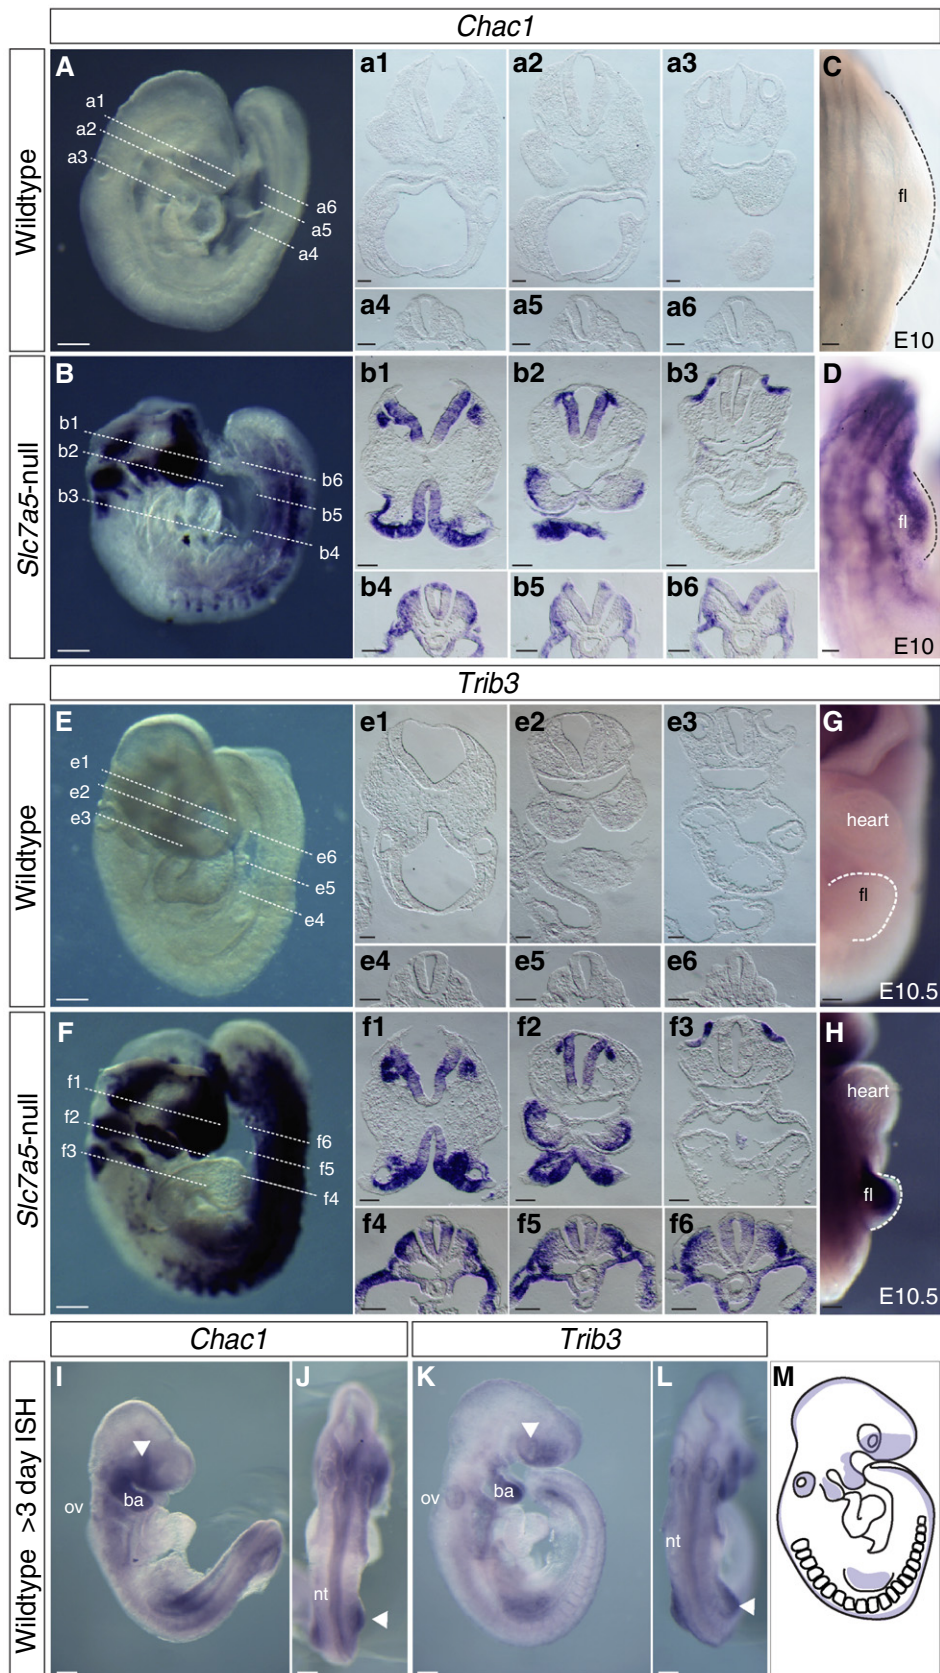 Chac1
Wildtype
A
a1
a2
a3
a6
a5
a4
a1
a2
a3
a4
a5
a6
C
fl
E10
Slc7a5-null
B
b1
b2
b3
b6
b5
b4
b1
b2
b3
b4
b5
b6
D
fl
E10
Trib3
Wildtype
E
e1
e2
e3
e6
e5
e4
e1
e2
e3
e4
e5
e6
G
heart
fl
E10.5
Slc7a5-null
F
f1
f2
f3
f6
f5
f4
f1
f2
f3
f4
f5
f6
H
heart
fl
E10.5
Chac1
Trib3
Wildtype >3 day ISH
I
ov
ba
J
nt
K
ov
ba
L
nt
M